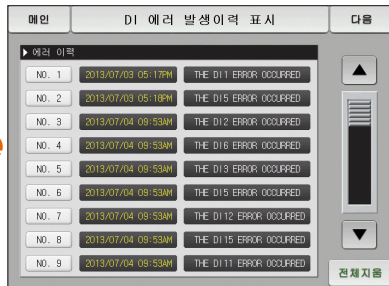 메인 DI 에러 발생이력 표시 다음
▶ 에러 이력
NO. 1 2013/07/03 05:17PM THE DI1 ERROR OCCURRED
NO. 2 2013/07/03 05:18PM THE DI5 ERROR OCCURRED
NO. 3 2013/07/04 09:53AM THE DI2 ERROR OCCURRED
NO. 4 2013/07/04 09:53AM THE DI6 ERROR OCCURRED
NO. 5 2013/07/04 09:53AM THE DI3 ERROR OCCURRED
NO. 6 2013/07/04 09:53AM THE DI5 ERROR OCCURRED
NO. 7 2013/07/04 09:53AM THE DI12 ERROR OCCURRED
NO. 8 2013/07/04 09:53AM THE DI15 ERROR OCCURRED
NO. 9 2013/07/04 09:53AM THE DI11 ERROR OCCURRED
전체지움